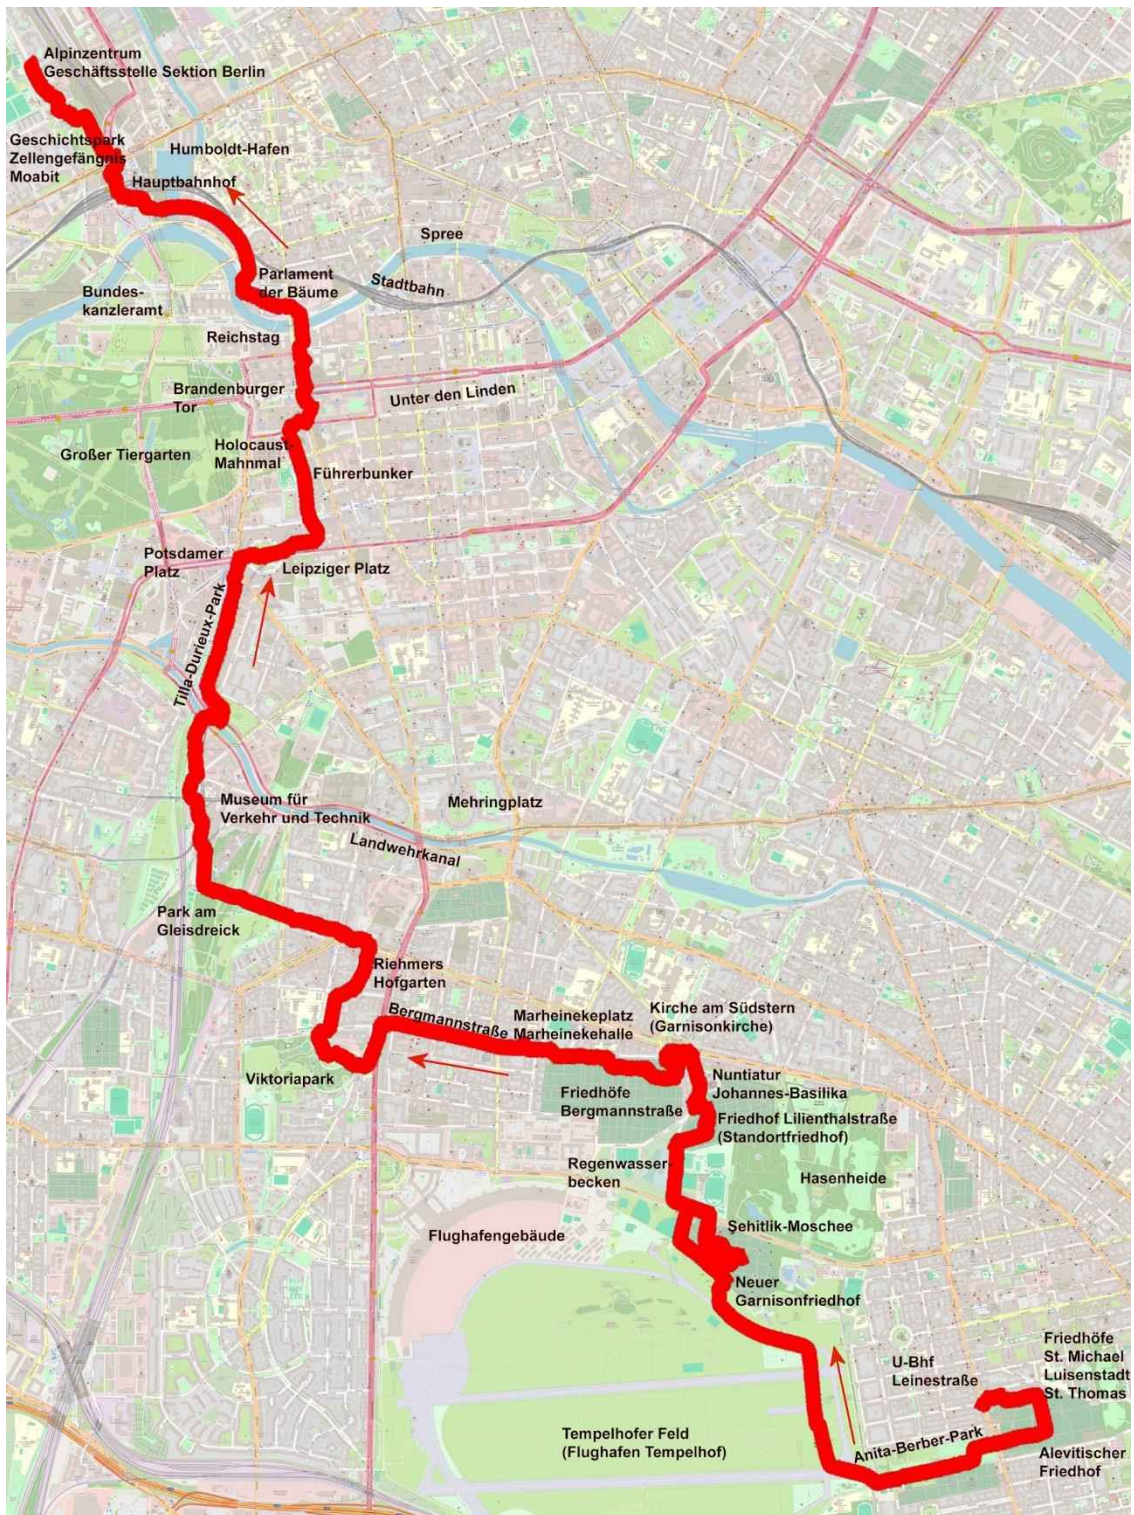 Alpinzentrum
Geschäftsstelle Sektion Berlin
Geschichtspark
Zellengefängnis
Moabit
Humboldt-Hafen
Hauptbahnhof
Spree
Stadtbahn
Parlament
der Bäume
Bundes-
kanzleramt
Reichstag
Brandenburger
Tor
Unter den Linden
Holocaust
Mahnmal
Großer Tiergarten
Führerbunker
Potsdamer
Platz
Leipziger Platz
Tilla-Durieux-Park
Museum für
Verkehr und Technik
Mehringplatz
Landwehrkanal
Park am
Gleisdreick
Riehmers
Hofgarten
Bergmannstraße
Marheinekeplatz
Marheinekehalle
Kirche am Südstern
(Garnisonkirche)
Viktoriapark
Friedhöfe
Bergmannstraße
Nuntiatur
Johannes-Basilika
Friedhof Lilienthalstraße
(Standortfriedhof)
Regenwasser
becken
Hasenheide
Şehitlik-Moschee
Flughafengebäude
Neuer
Garnisonfriedhof
Friedhöfe
St. Michael
Luisenstadt
St. Thomas
U-Bhf
Leinestraße
Tempelhofer Feld
(Flughafen Tempelhof)
Anita-Berber-Park
Alevitischer
Friedhof